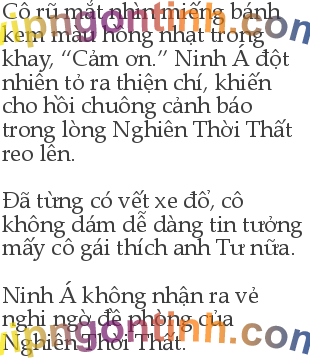 Cô rũ mắt nhìn miếng bánh
kem màu hồng nhạt trong
khay, “Cảm ơn.” Ninh Á đột
nhiên tỏ ra thiện chí, khiến
cho hồi chuông cảnh báo
trong lòng Nghiên Thời Thất
reo lên.
Đã từng có vết xe đổ, cô
không dám dễ dàng tin tưởng
mấy cô gái thích anh Tư nữa.
Ninh Á không nhận ra vẻ
nghi ngờ đề phòng của
Nghiên Thời Thất.
vipngontinh.com
vipngontinh.com